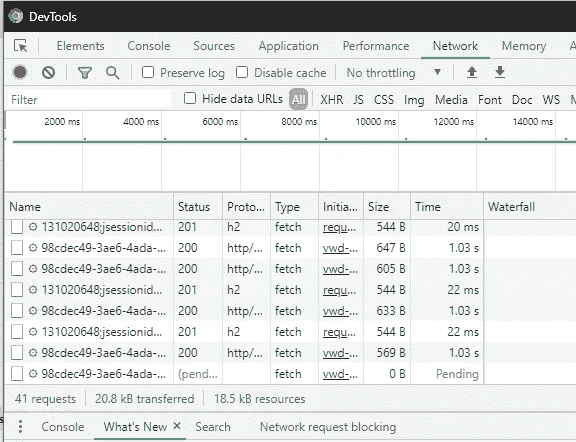 DevTools
Elements Console Sources Application Performance Network Memory
Preserve log Disable cache No throttling
Filter Hide data URLs All XHR JS CSS Img Media Font Doc WS
2000 ms 4000 ms 6000 ms 8000 ms 10000 ms 12000 ms 14000 ms
Name Status Proto... Type Initia... Size Time Waterfall
131020648;jsessionid... 201 h2 fetch requ... 544 B 20 ms
98cdec49-3ae6-4ada-... 200 http/... fetch vwd-... 647 B 1.03 s
98cdec49-3ae6-4ada-... 200 http/... fetch vwd-... 605 B 1.03 s
131020648;jsessionid... 201 h2 fetch requ... 544 B 22 ms
98cdec49-3ae6-4ada-... 200 http/... fetch vwd-... 633 B 1.03 s
131020648;jsessionid... 201 h2 fetch requ... 544 B 22 ms
98cdec49-3ae6-4ada-... 200 http/... fetch vwd-... 569 B 1.03 s
98cdec49-3ae6-4ada-... (pend... fetch vwd-... 0 B Pending
41 requests 20.8 kB transferred 18.5 kB resources
Console What's New Search Network request blocking